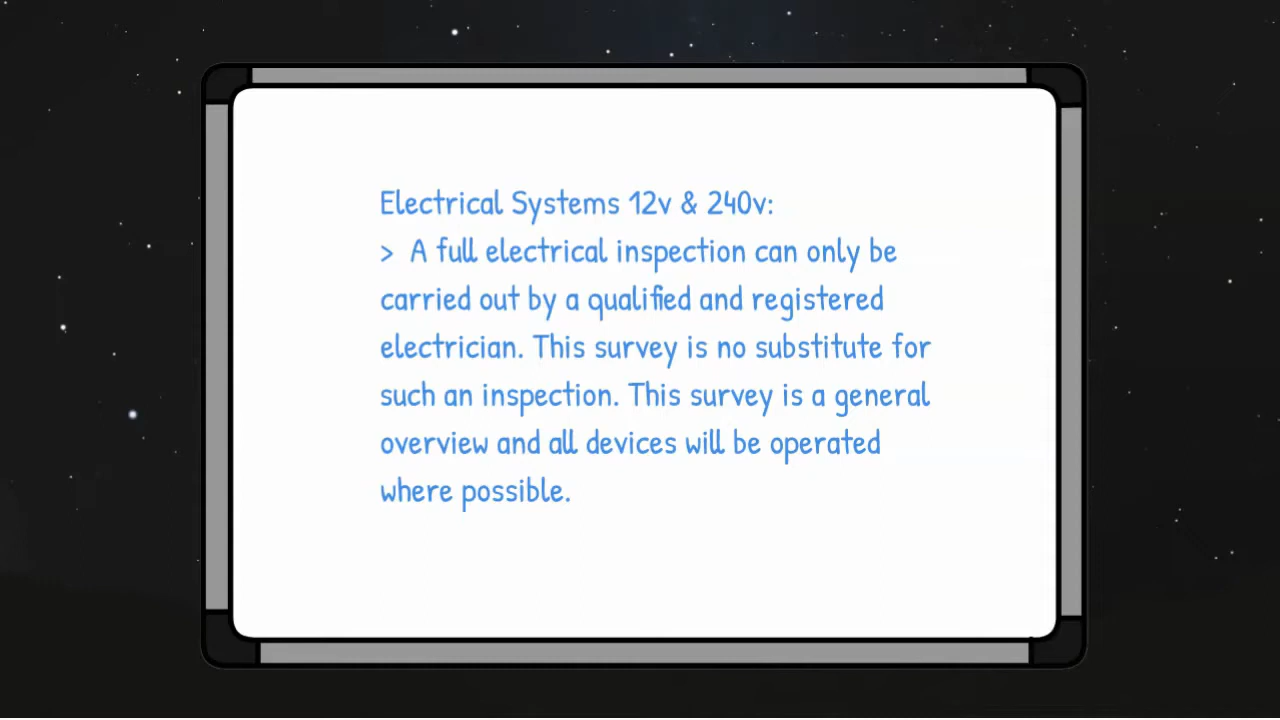 Electrical Systems 12v & 240v:
> A full electrical inspection can only be
carried out by a qualified and registered
electrician. This survey is no substitute for
such an inspection. This survey is a general
overview and all devices will be operated
where possible.